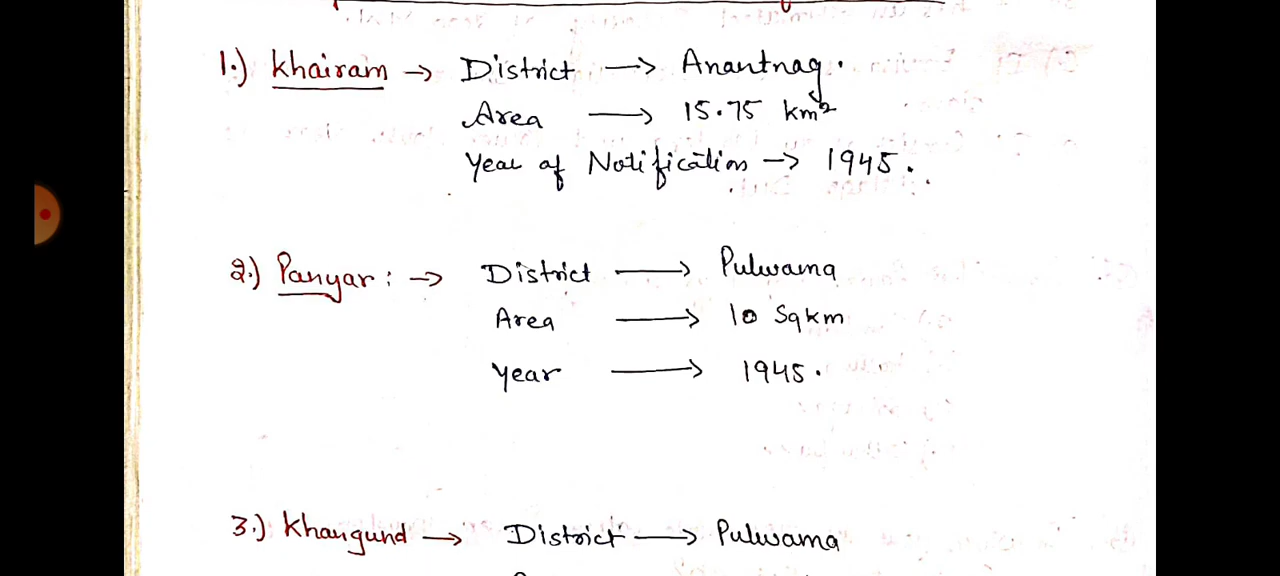 1.) Khairam → District → Anantnag.
Area → 15.75 km²
Year of Notification → 1945.
2.) Panyar : → District → Pulwama
Area → 10 Sqkm
Year → 1945.
3.) Khangund → District → Pulwama